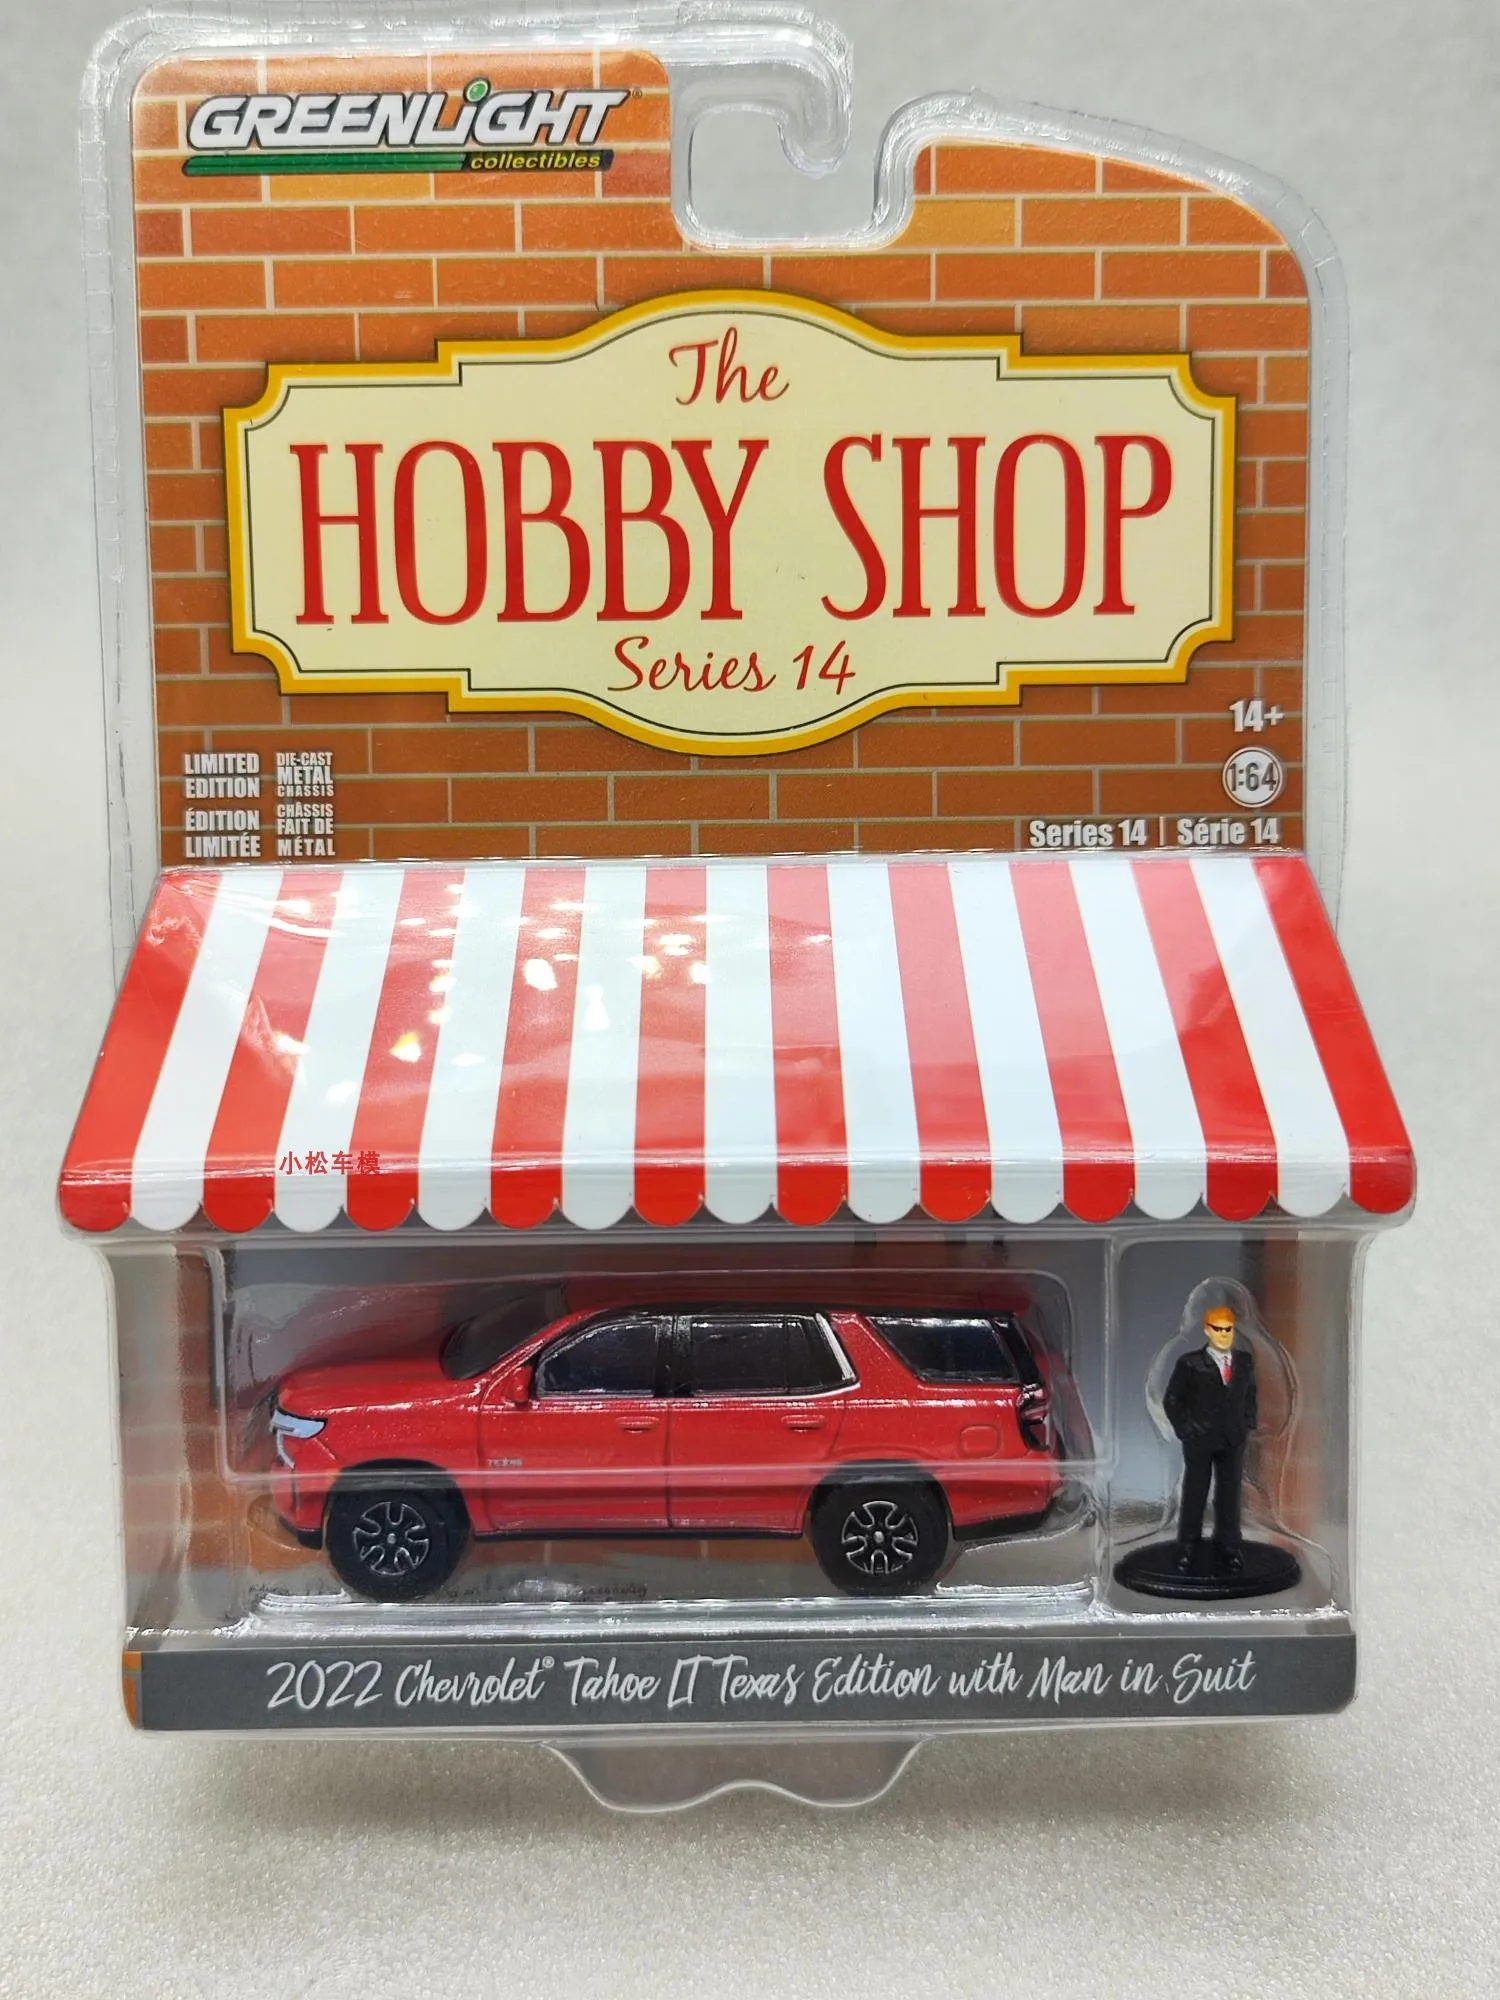 GREENLiGHT®
collectibles
The
HOBBY SHOP
Series 14
14+
1:64
LIMITED EDITION
DIE-CAST METAL CHASSIS
ÉDITION LIMITÉE
CHÂSSIS FAIT DE MÉTAL
Series 14 | Série 14
小松车模
TEXAS
2022 Chevrolet® Tahoe LT Texas Edition with Man in Suit